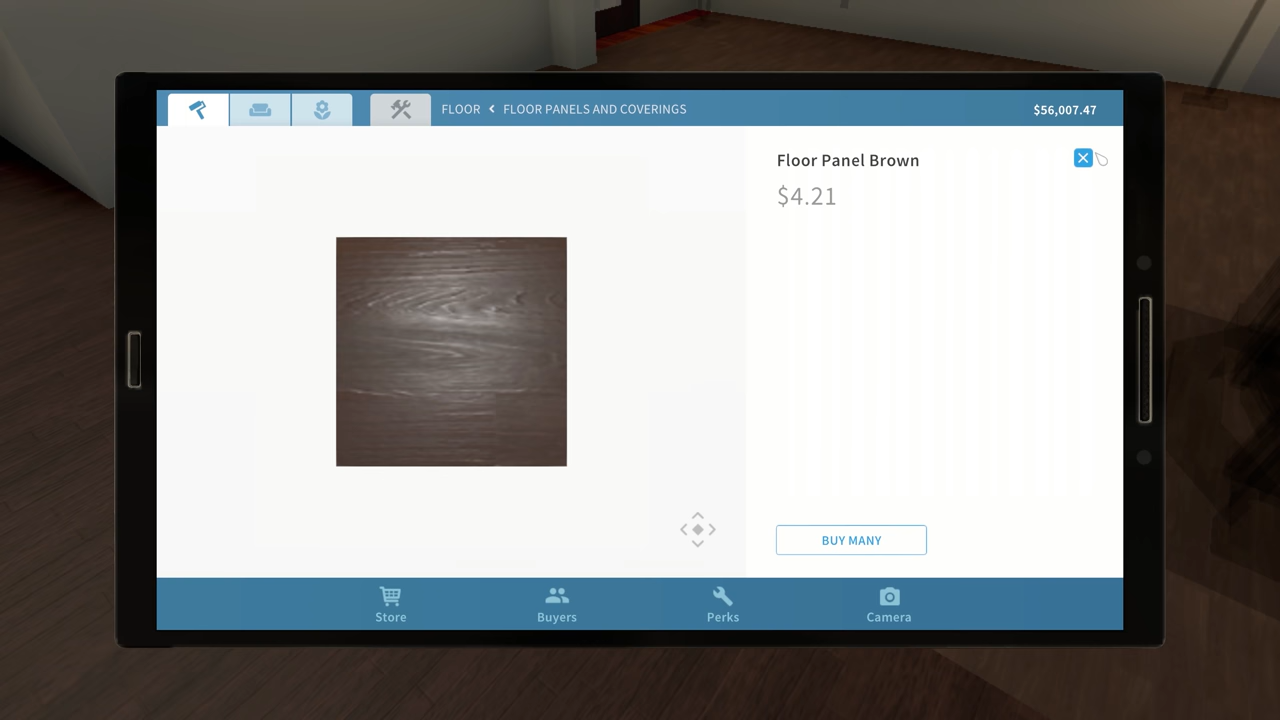 FLOOR < FLOOR PANELS AND COVERINGS
$56,007.47
Floor Panel Brown
$4.21
BUY MANY
Store
Buyers
Perks
Camera